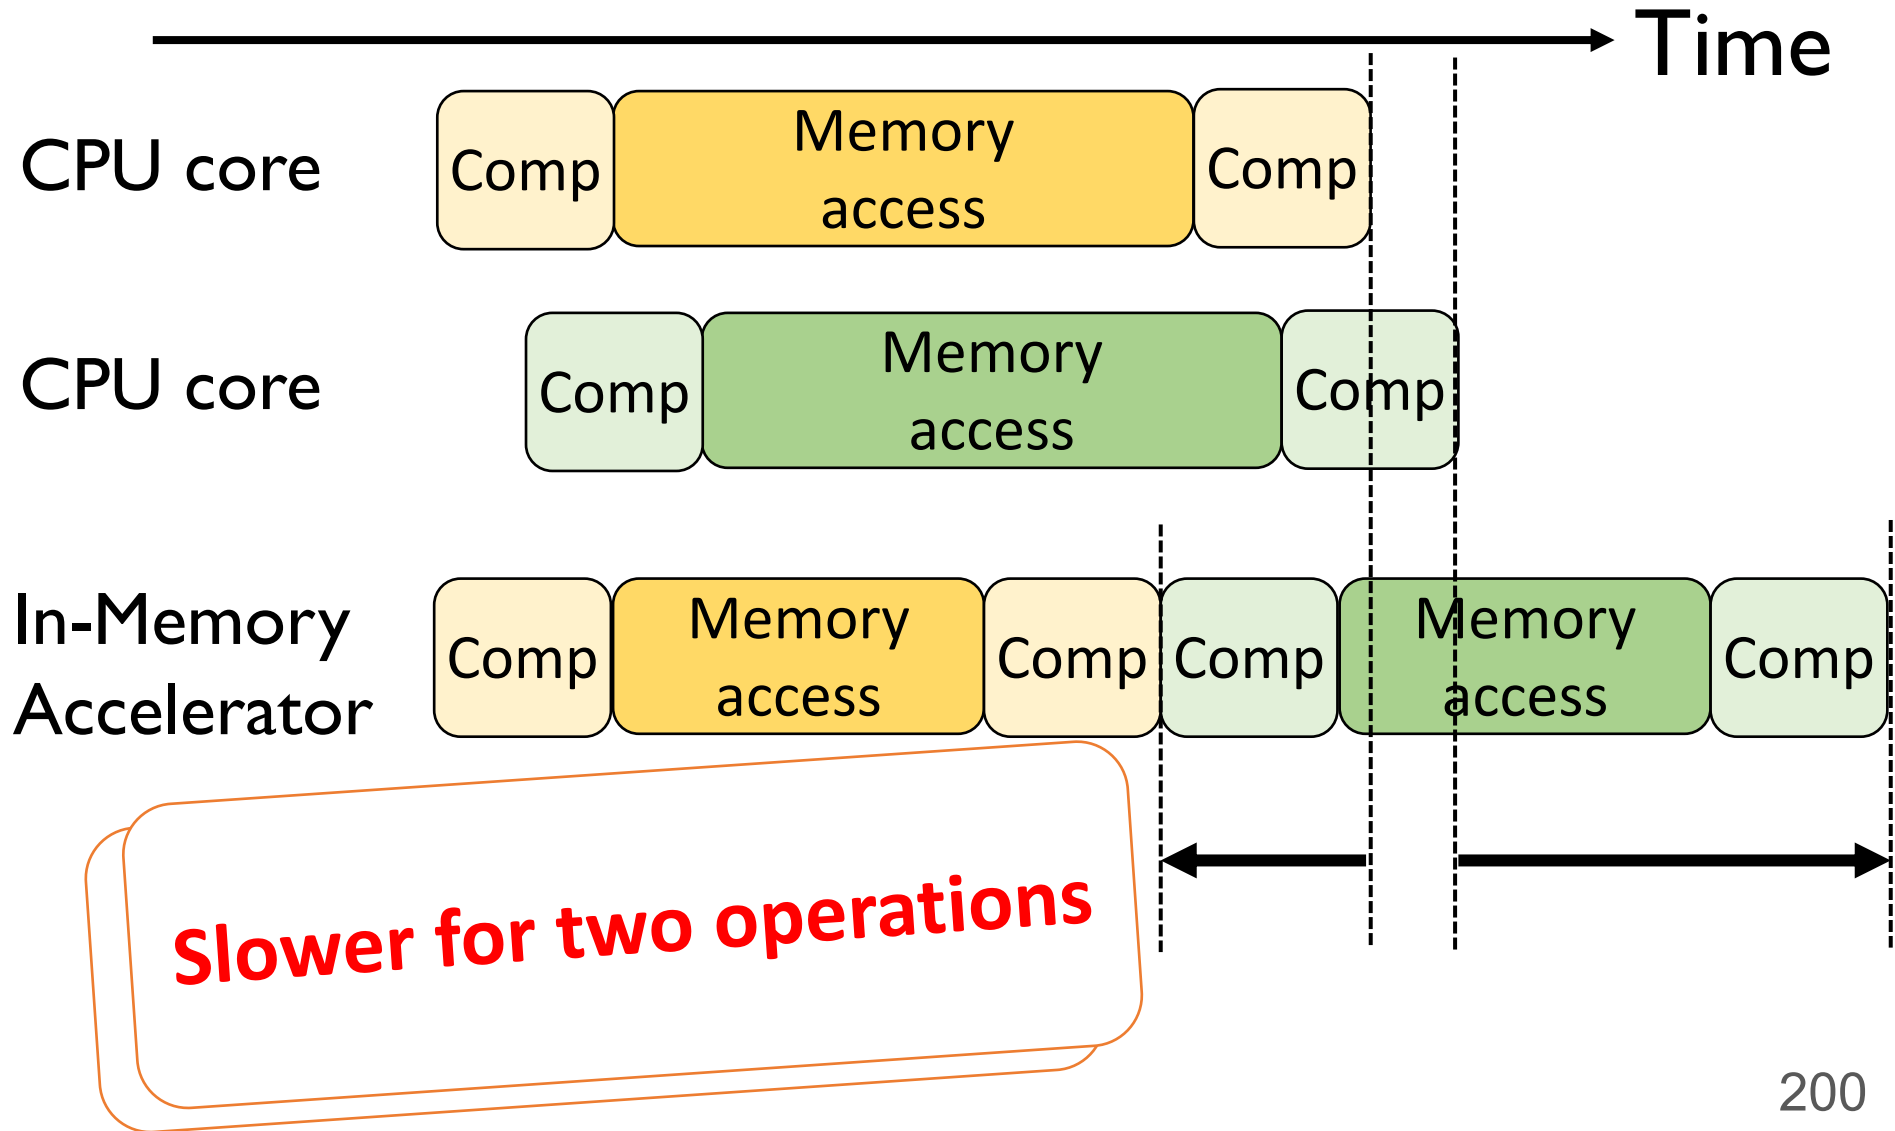 Time
CPU core
Comp
Memory
access
Comp
CPU core
Comp
Memory
access
Comp
In-Memory
Accelerator
Comp
Memory
access
Comp
Comp
Memory
access
Comp
Slower for two operations
200